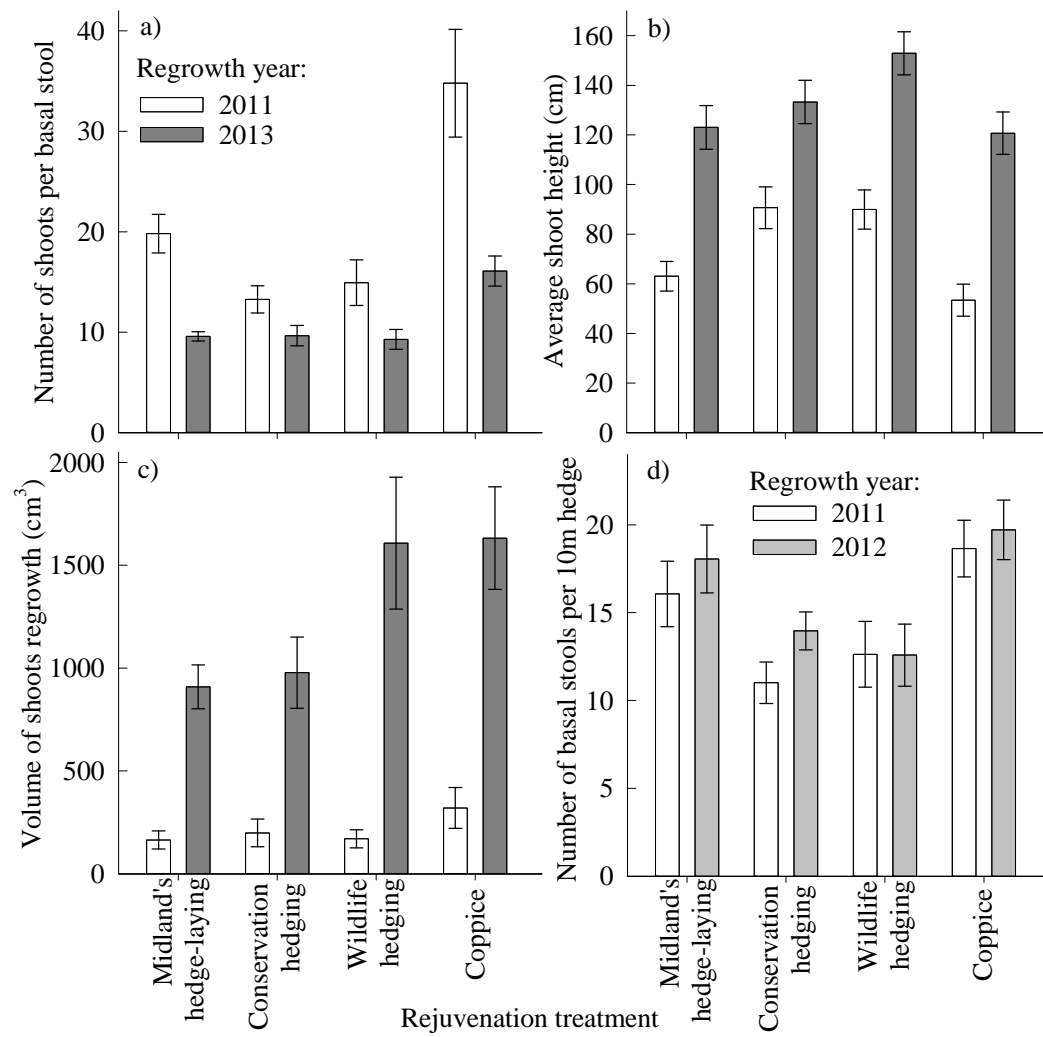 a)
Number of shoots per basal stool
40
30
20
10
0
Regrowth year:
2011
2013
b)
Average shoot height (cm)
160
140
120
100
80
60
40
20
0
c)
Volume of shoots regrowth (cm³)
2000
1500
1000
500
0
Midland's
hedge-laying
Conservation
hedging
Wildlife
hedging
Coppice
d)
Number of basal stools per 10m hedge
20
15
10
5
0
Regrowth year:
2011
2012
Midland's
hedge-laying
Conservation
hedging
Wildlife
hedging
Coppice
Rejuvenation treatment